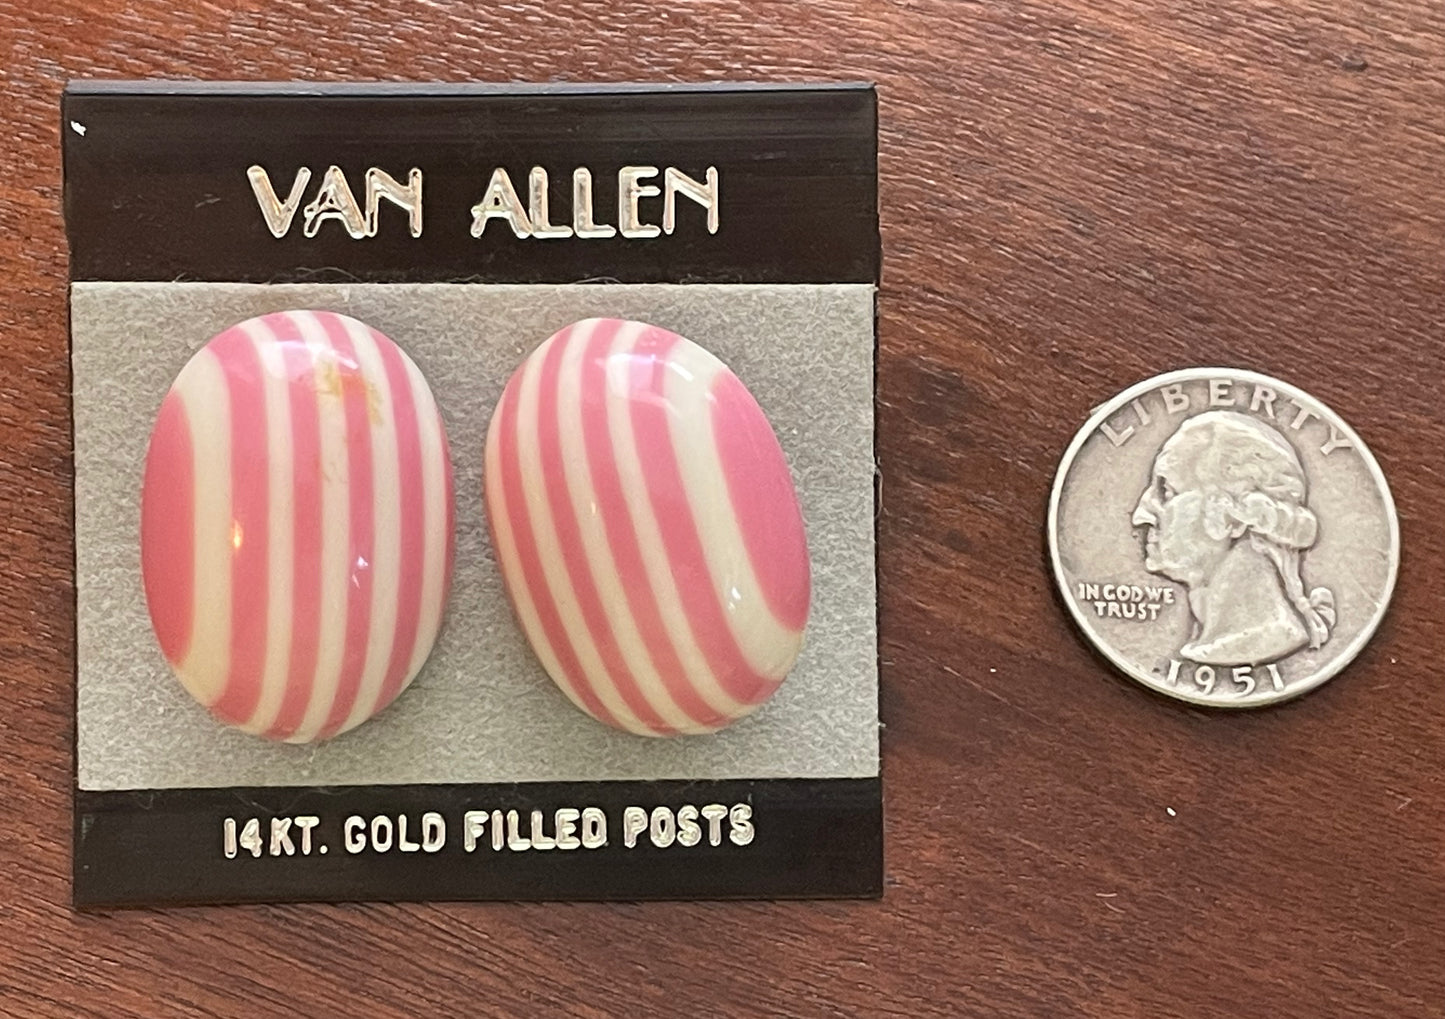 VAN ALLEN
14KT. GOLD FILLED POSTS
LIBERTY
IN GOD WE
TRUST
1951